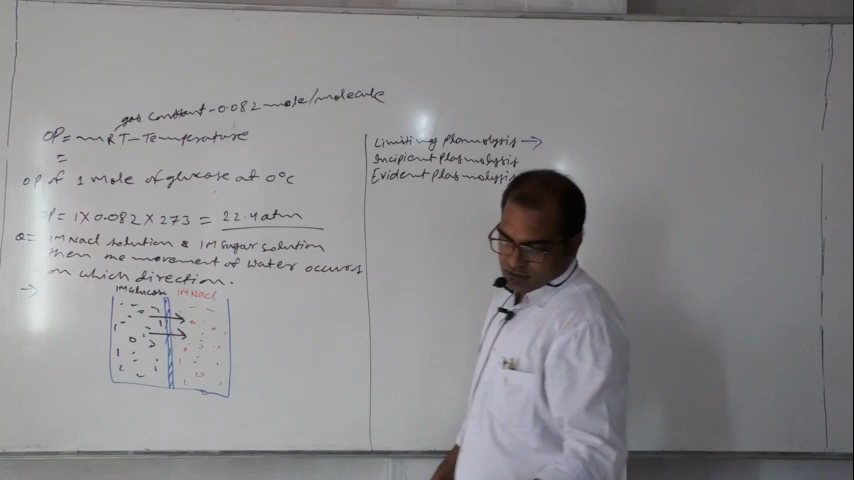 gas constant - 0.082 mole/molecule
OP = mRT - Temperature
=
OP of 1 mole of glucose at 0°C
OP = 1 X 0.082 X 273 = 22.4 atm
Q = 1M NaCl solution & 1M Sugar solution
then the movement of water occurs
on which direction.
→
1M Glucose 1M NaCl
Limiting Plasmolysis →
Incipient Plasmolysis
Evident Plasmolysis